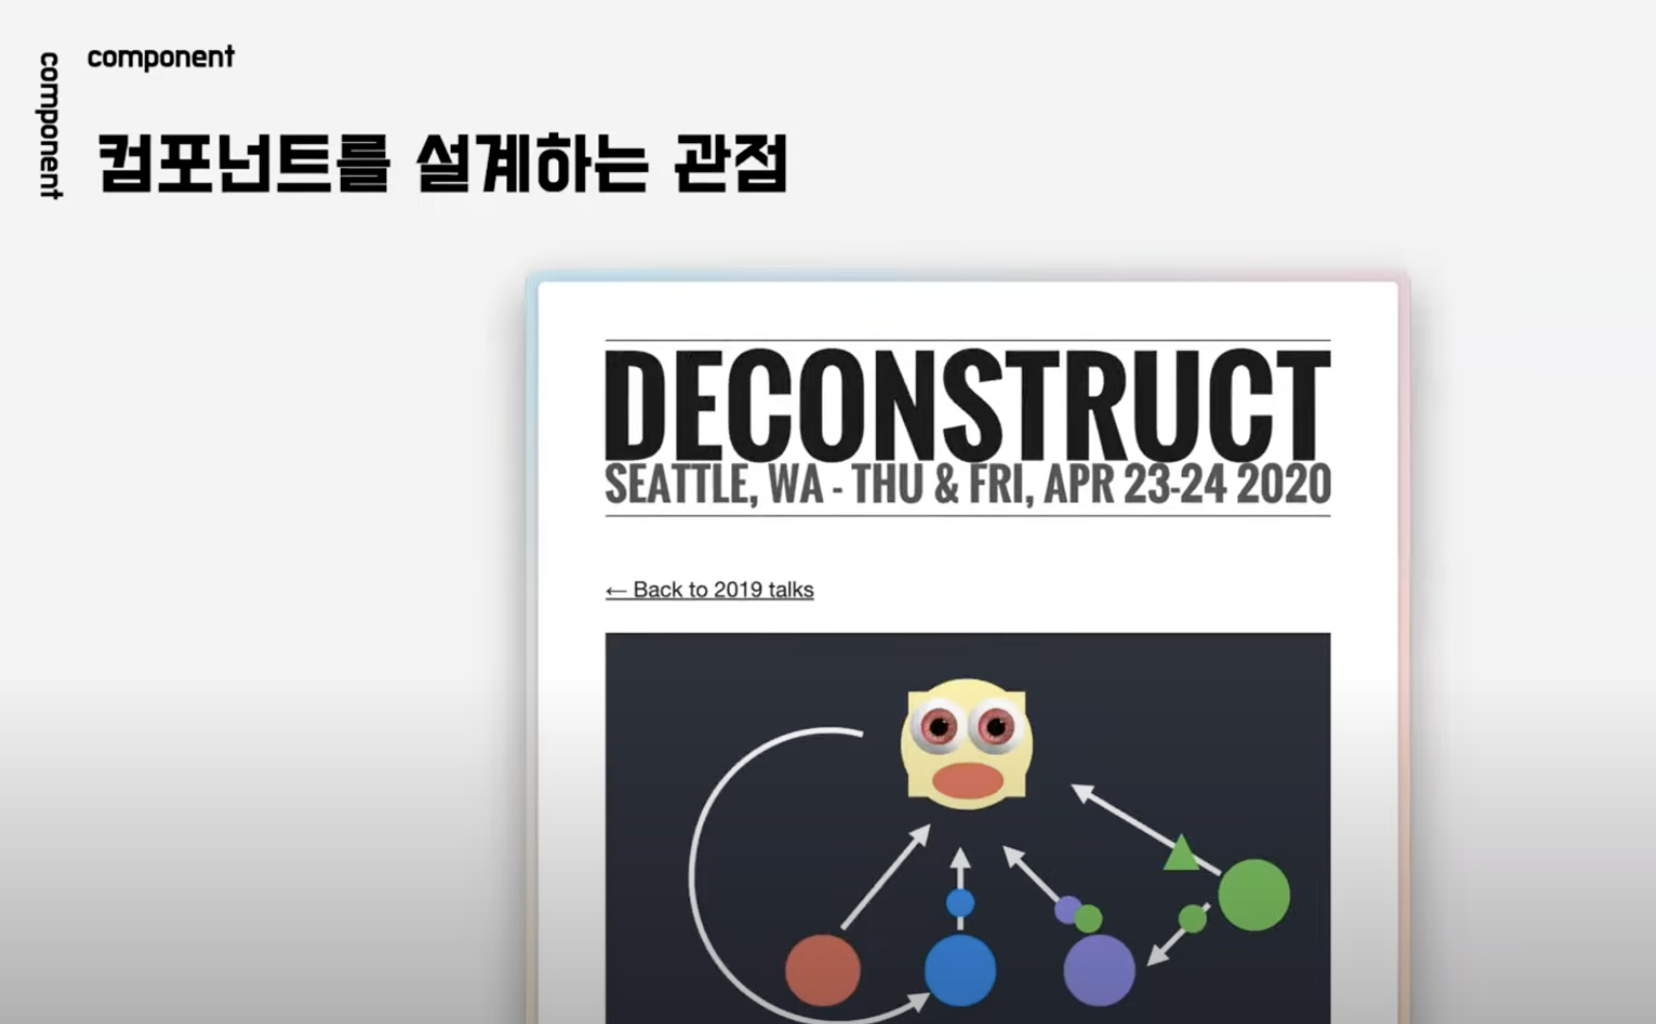 component
component
컴포넌트를 설계하는 관점
DECONSTRUCT
SEATTLE, WA - THU & FRI, APR 23-24 2020
← Back to 2019 talks